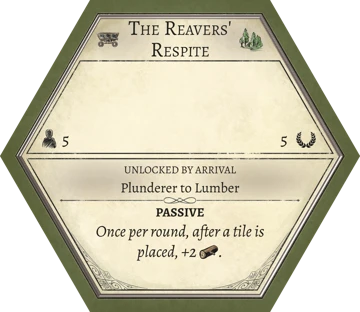 The Reavers'
Respite
5
5
UNLOCKED BY ARRIVAL
Plunderer to Lumber
PASSIVE
Once per round, after a tile is
placed, +2 .